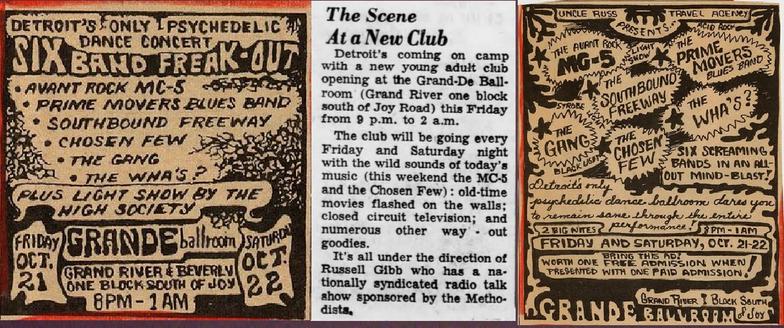 DETROIT'S ONLY PSYCHEDELIC
DANCE CONCERT
SIX BAND FREAK-OUT
• AVANT ROCK MC-5
• PRIME MOVERS BLUES BAND
• SOUTHBOUND FREEWAY
• CHOSEN FEW
• THE GANG
• THE WHA'S?
PLUS LIGHT SHOW BY THE
HIGH SOCIETY
FRIDAY
OCT.
21
GRANDE ballroom
GRAND RIVER & BEVERLY
ONE BLOCK SOUTH OF JOY
8PM - 1AM
SATURDAY
OCT.
22
The Scene
At a New Club
Detroit's coming on camp
with a new young adult club
opening at the Grand-De Ball-
room (Grand River one block
south of Joy Road) this Friday
from 9 p.m. to 2 a.m.
The club will be going every
Friday and Saturday night
with the wild sounds of today's
music (this weekend the MC-5
and the Chosen Few): old-time
movies flashed on the walls;
closed circuit television; and
numerous other way - out
goodies.
It's all under the direction of
Russell Gibb who has a na-
tionally syndicated radio talk
show sponsored by the Metho-
dists.
UNCLE RUSS TRAVEL AGENCY
PRESENTS
ACID ROCK
THE AVANT ROCK
MC-5
LIGHT
SHOW
THE
PRIME
MOVERS
BLUES BAND
THE
SOUTHBOUND
FREEWAY
STROBE
THE
WHA'S?
THE
GANG
BLACK LIGHT
THE
CHOSEN
FEW
SIX SCREAMING
BANDS IN AN ALL-
OUT MIND-BLAST!
Detroit's only
psychedelic dance ballroom dares you
to remain sane through the entire
performance!
2 BIG NITES
8PM - 1AM
FRIDAY AND SATURDAY, OCT. 21-22
BRING THIS AD!
WORTH ONE FREE ADMISSION WHEN
PRESENTED WITH ONE PAID ADMISSION!
GRANDE BALLROOM
GRAND RIVER 1 BLOCK SOUTH
of JOY